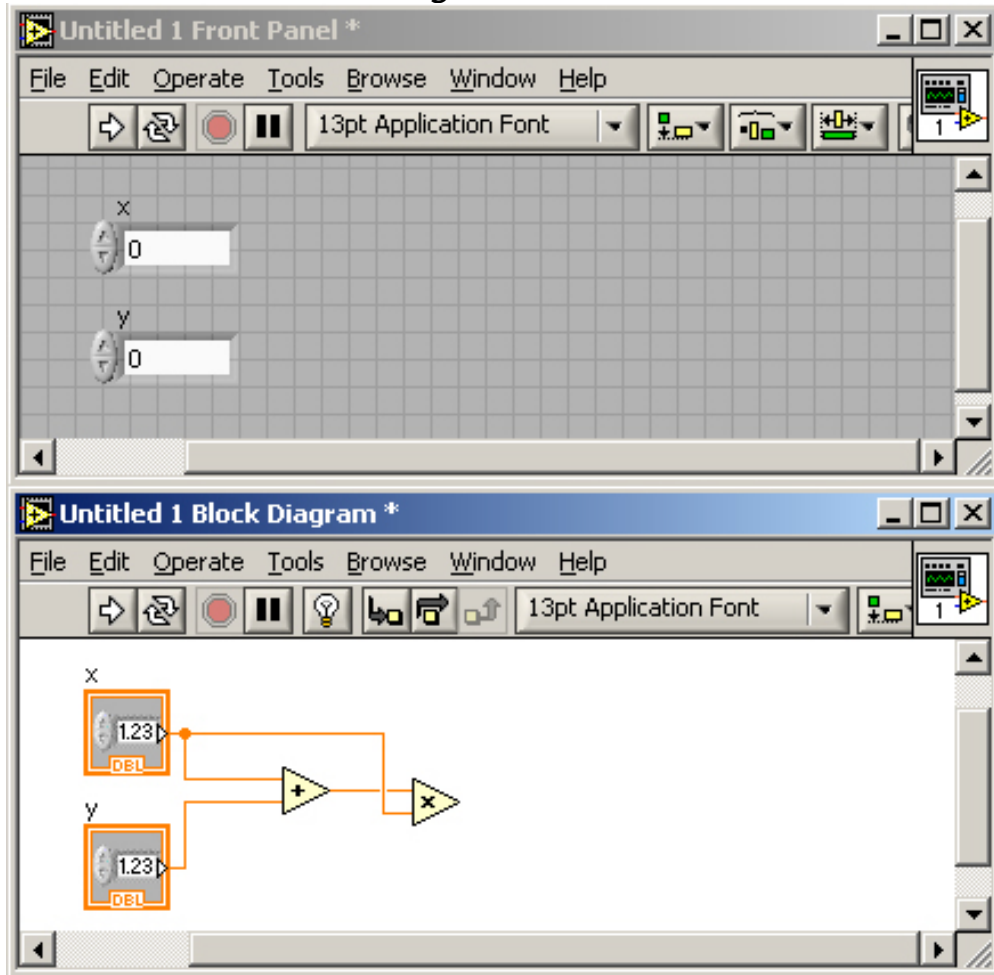 Untitled 1 Front Panel *
File Edit Operate Tools Browse Window Help
13pt Application Font
1
x
0
y
0
Untitled 1 Block Diagram *
File Edit Operate Tools Browse Window Help
13pt Application Font
1
x
1.23
DBL
+
×
y
1.23
DBL